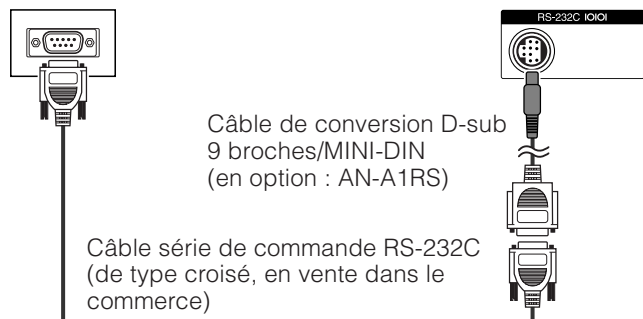 RS-232C IOIOI
Câble de conversion D-sub
9 broches/MINI-DIN
(en option : AN-A1RS)
Câble série de commande RS-232C
(de type croisé, en vente dans le
commerce)